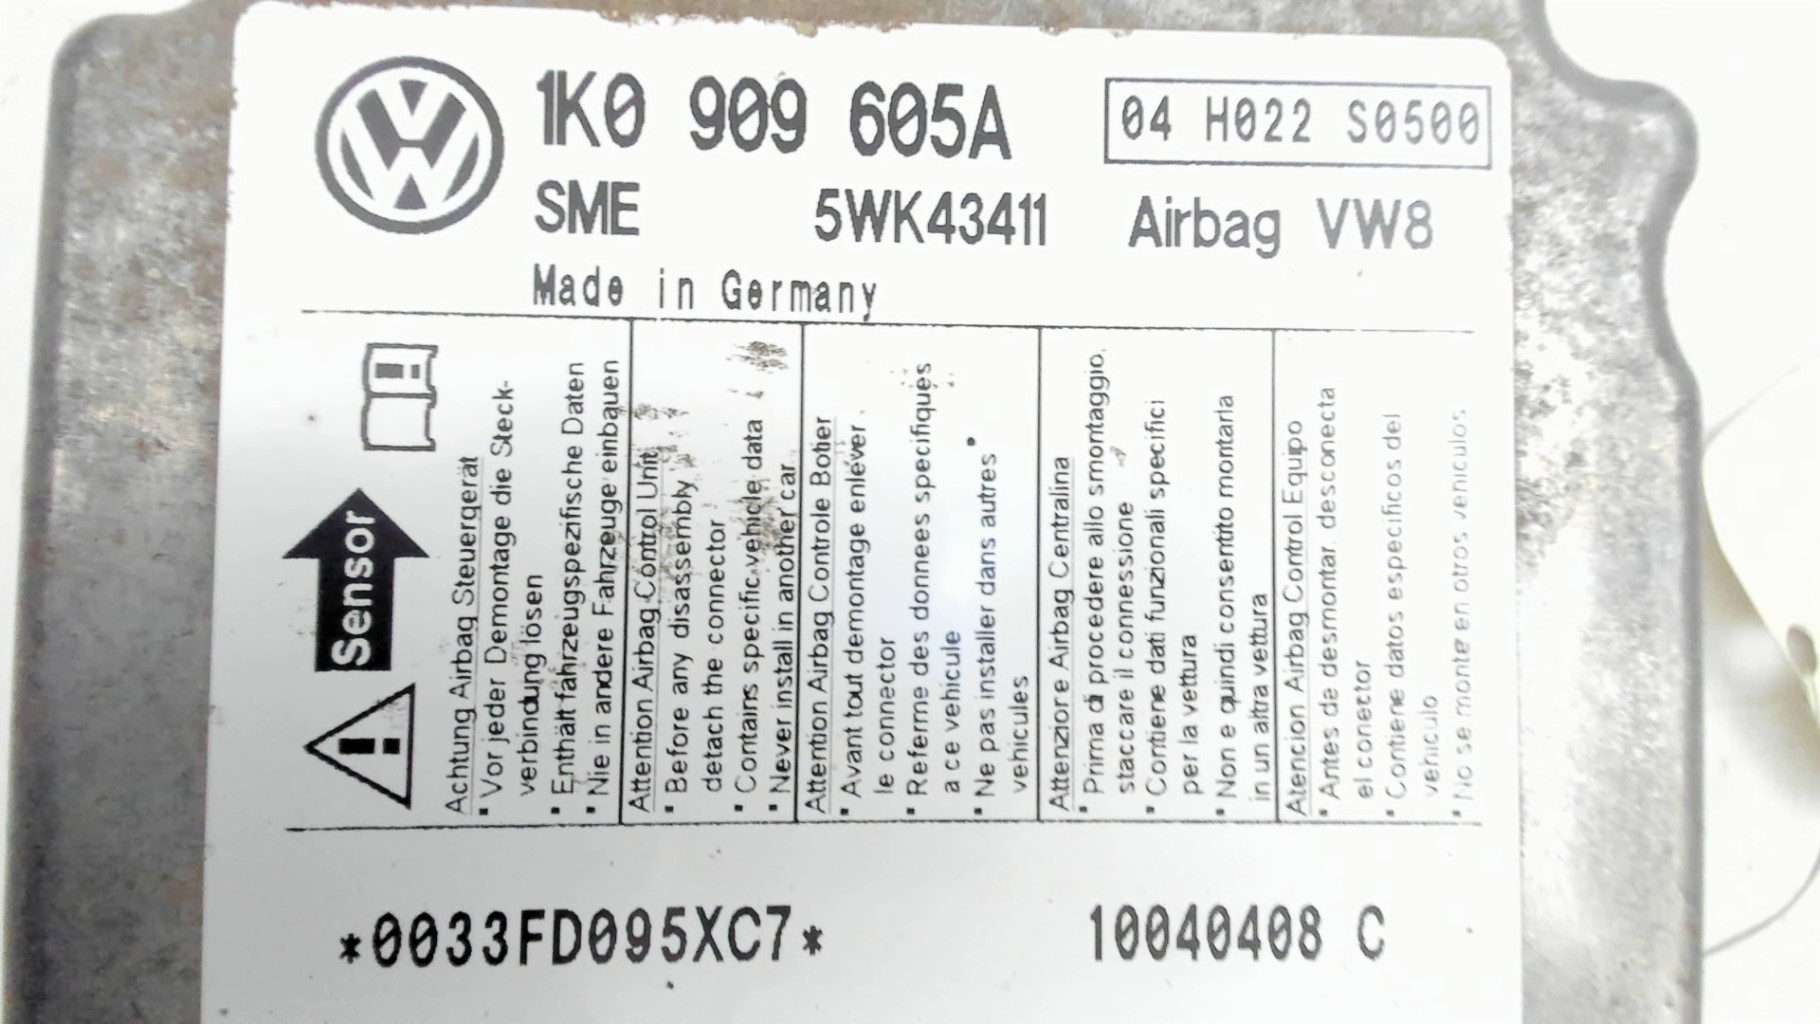 1K0 909 605A
04 H022 S0500
SME 5WK43411 Airbag VW8
Made in Germany
Sensor
Achtung Airbag Steuergerät
▪ Vor jeder Demontage die Steck-
verbindung lösen
▪ Enthält fahrzeugspezifische Daten
▪ Nie in andere Fahrzeuge einbauen
Attention Airbag Control Unit
▪ Before any disassembly
detach the connector
▪ Contains specific vehicle data
▪ Never install in another car
Attention Airbag Controle Botier
▪ Avant tout demontage enléver
le connector
▪ Referme des donnees specifiques
a ce vehicule
▪ Ne pas installer dans autres
vehicules
Attenzione Airbag Centralina
▪ Prima di procedere allo smontaggio.
staccare il connessione
▪ Contiene dati funzionali specifici
per la vettura
▪ Non e quindi consentito montarla
in un altra vettura
Atencion Airbag Control Equipo
▪ Antes de desmontar. desconecta
el conector
▪ Contiene datos especificos del
vehiculo
▪ No se monte en otros vehiculos
*0033FD095XC7* 10040408 C